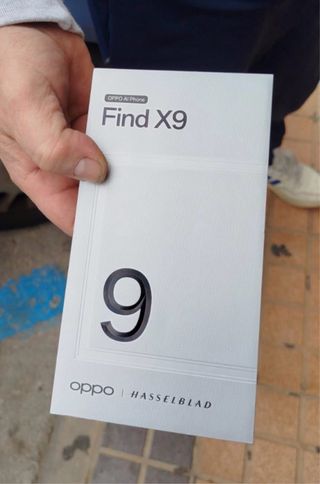 OPPO AI Phone
Find X9
9
oppo | HASSELBLAD